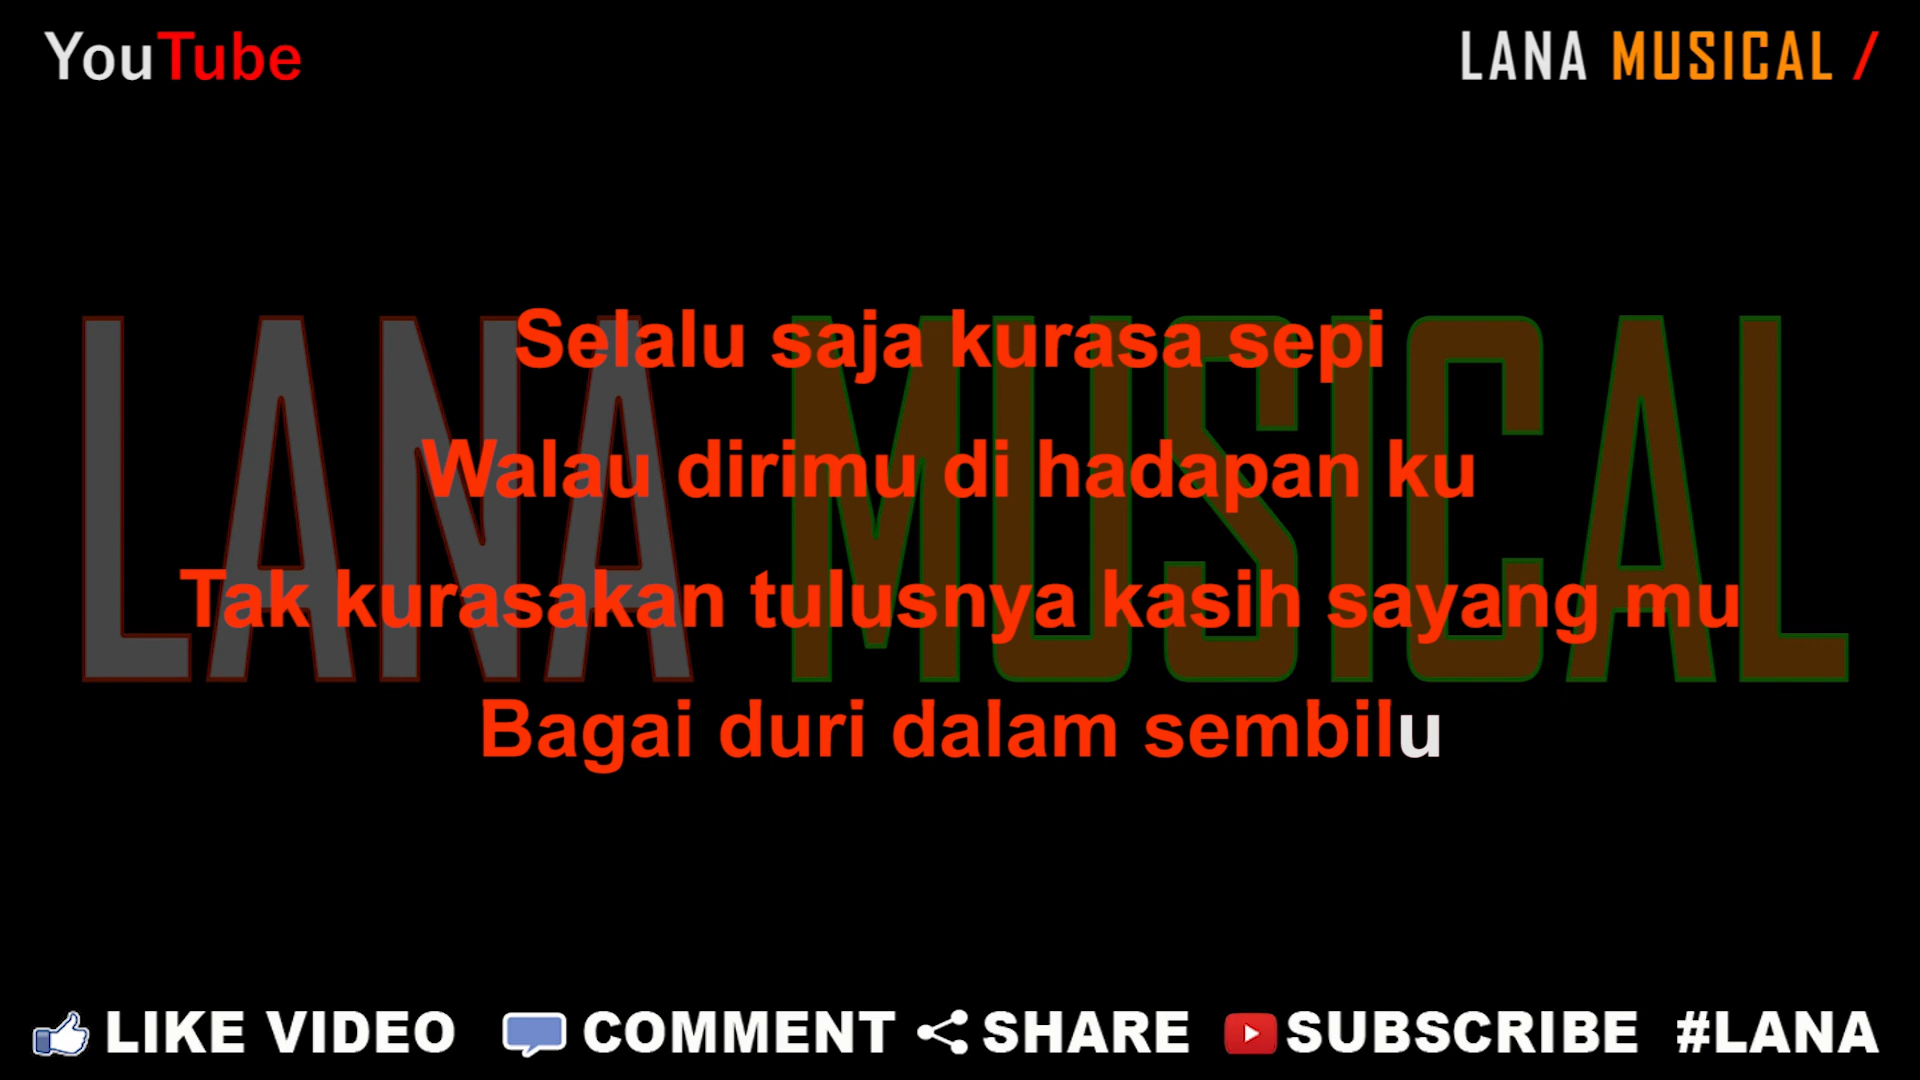 YouTube
LANA MUSICAL /
LANA MUSICAL
Selalu saja kurasa sepi
Walau dirimu di hadapan ku
Tak kurasakan tulusnya kasih sayang mu
Bagai duri dalam sembilu
LIKE VIDEO COMMENT SHARE SUBSCRIBE #LANA